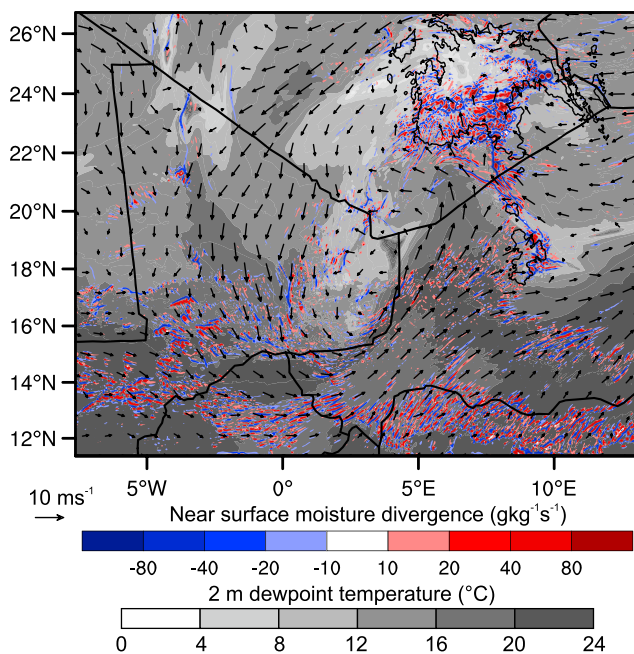 26°N
24°N
22°N
20°N
18°N
16°N
14°N
12°N
5°W 0° 5°E 10°E
10 ms⁻¹
Near surface moisture divergence (gkg⁻¹s⁻¹)
-80 -40 -20 -10 10 20 40 80
2 m dewpoint temperature (°C)
0 4 8 12 16 20 24